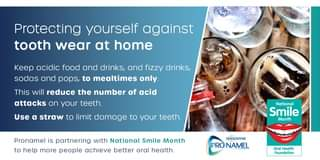 Protecting yourself against
tooth wear at home
Keep acidic food and drinks, and fizzy drinks,
sodas and pops, to mealtimes only.
This will reduce the number of acid
attacks on your teeth.
Use a straw to limit damage to your teeth.
Pronamel is partnering with National Smile Month
to help more people achieve better oral health.
PRONAMEL
National
Smile
Month
Oral Health
Foundation